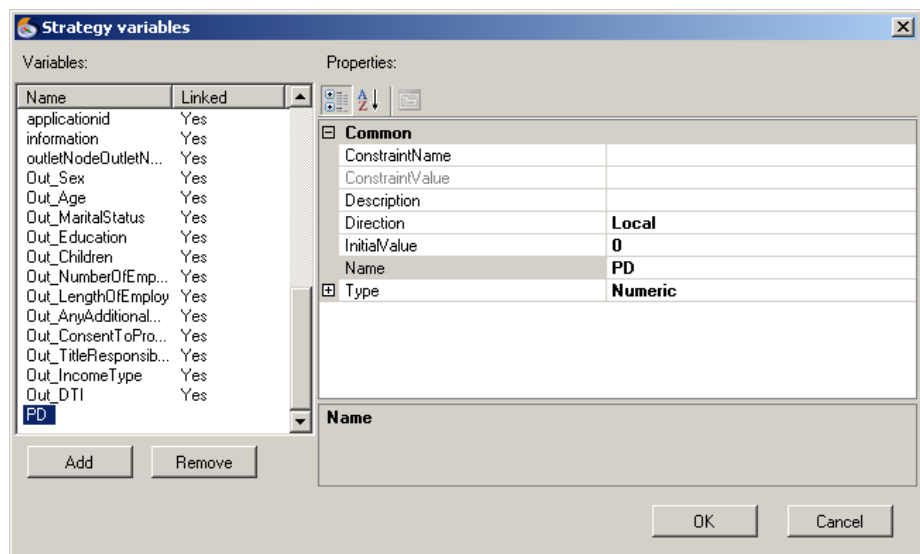 Strategy variables
Variables:
Properties:
Name Linked
applicationid Yes
information Yes
outletNodeOutletN... Yes
Out_Sex Yes
Out_Age Yes
Out_MaritalStatus Yes
Out_Education Yes
Out_Children Yes
Out_NumberOfEmp... Yes
Out_LengthOfEmploy Yes
Out_AnyAdditional... Yes
Out_ConsentToPro... Yes
Out_TitleResponsib... Yes
Out_IncomeType Yes
Out_DTI Yes
PD
Add Remove
Common
ConstraintName
ConstraintValue
Description
Direction Local
InitialValue 0
Name PD
Type Numeric
Name
OK Cancel